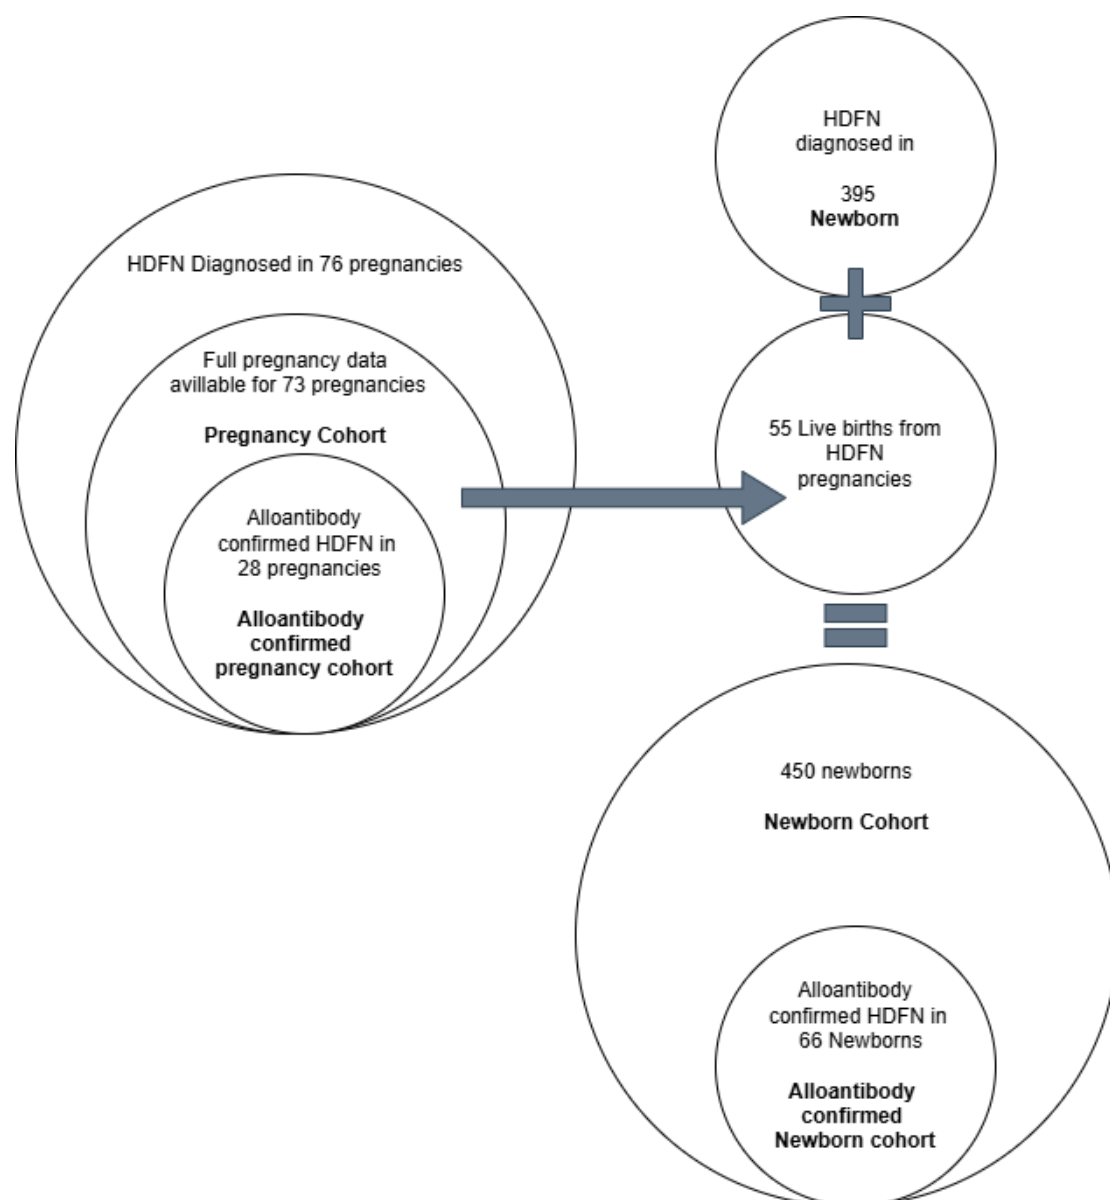 HDFN Diagnosed in 76 pregnancies
Full pregnancy data
avillable for 73 pregnancies
Pregnancy Cohort
Alloantibody
confirmed HDFN in
28 pregnancies
Alloantibody
confirmed
pregnancy cohort
HDFN
diagnosed in
395
Newborn
55 Live births from
HDFN
pregnancies
450 newborns
Newborn Cohort
Alloantibody
confirmed HDFN in
66 Newborns
Alloantibody
confirmed
Newborn cohort